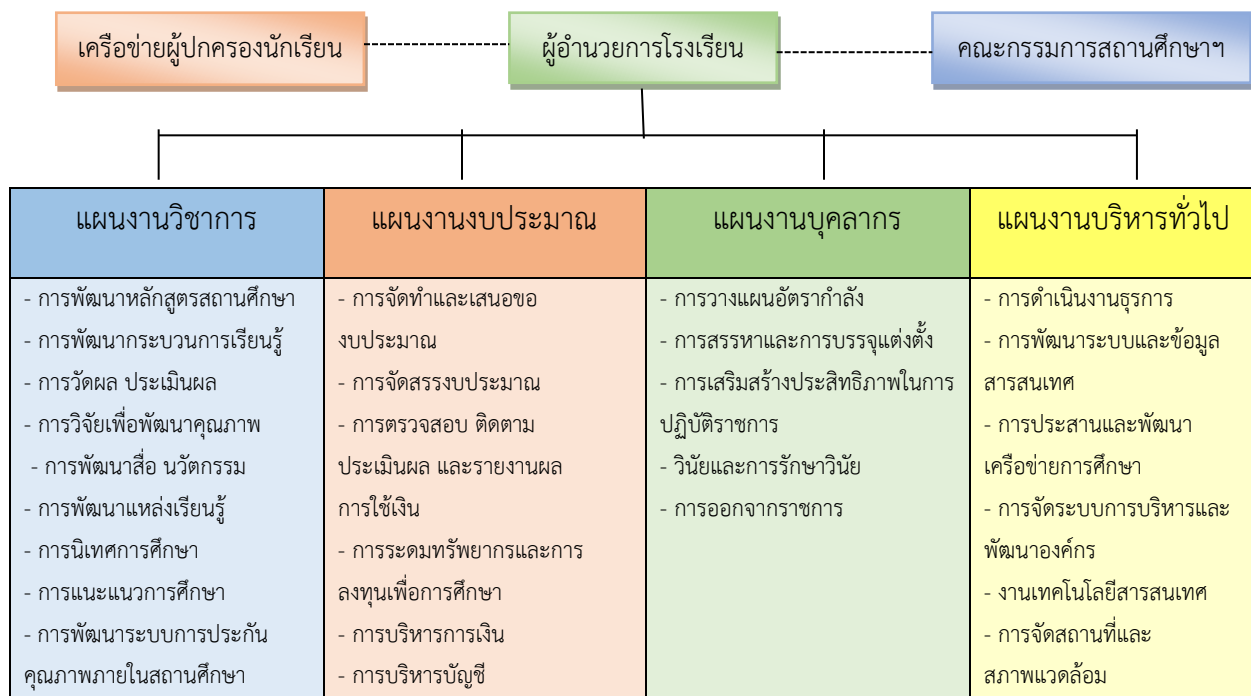 เครือข่ายผู้ปกครองนักเรียน
ผู้อำนวยการโรงเรียน
คณะกรรมการสถานศึกษาฯ
แผนงานวิชาการ
- การพัฒนาหลักสูตรสถานศึกษา
- การพัฒนากระบวนการเรียนรู้
- การวัดผล ประเมินผล
- การวิจัยเพื่อพัฒนาคุณภาพ
- การพัฒนาสื่อ นวัตกรรม
- การพัฒนาแหล่งเรียนรู้
- การนิเทศการศึกษา
- การแนะแนวการศึกษา
- การพัฒนาระบบการประกัน
คุณภาพภายในสถานศึกษา
แผนงานงบประมาณ
- การจัดทำและเสนอขอ
งบประมาณ
- การจัดสรรงบประมาณ
- การตรวจสอบ ติดตาม
ประเมินผล และรายงานผล
การใช้เงิน
- การระดมทรัพยากรและการ
ลงทุนเพื่อการศึกษา
- การบริหารการเงิน
- การบริหารบัญชี
แผนงานบุคลากร
- การวางแผนอัตรากำลัง
- การสรรหาและการบรรจุแต่งตั้ง
- การเสริมสร้างประสิทธิภาพในการ
ปฏิบัติราชการ
- วินัยและการรักษาวินัย
- การออกจากราชการ
แผนงานบริหารทั่วไป
- การดำเนินงานธุรการ
- การพัฒนาระบบและข้อมูล
สารสนเทศ
- การประสานและพัฒนา
เครือข่ายการศึกษา
- การจัดระบบการบริหารและ
พัฒนาองค์กร
- งานเทคโนโลยีสารสนเทศ
- การจัดสถานที่และ
สภาพแวดล้อม